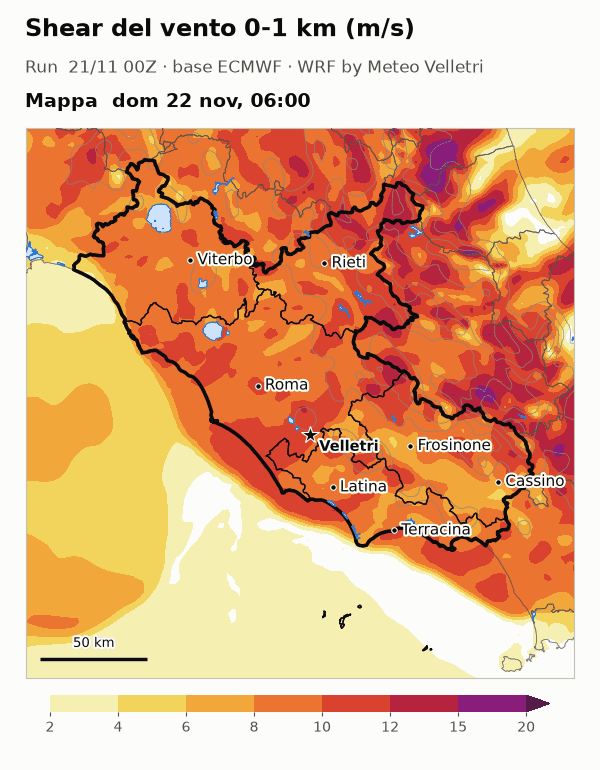 Shear del vento 0-1 km (m/s)
Run 21/11 00Z · base ECMWF · WRF by Meteo Velletri
Mappa dom 22 nov, 06:00
Viterbo
Rieti
Roma
Velletri
Frosinone
Cassino
Latina
Terracina
50 km
2 4 6 8 10 12 15 20